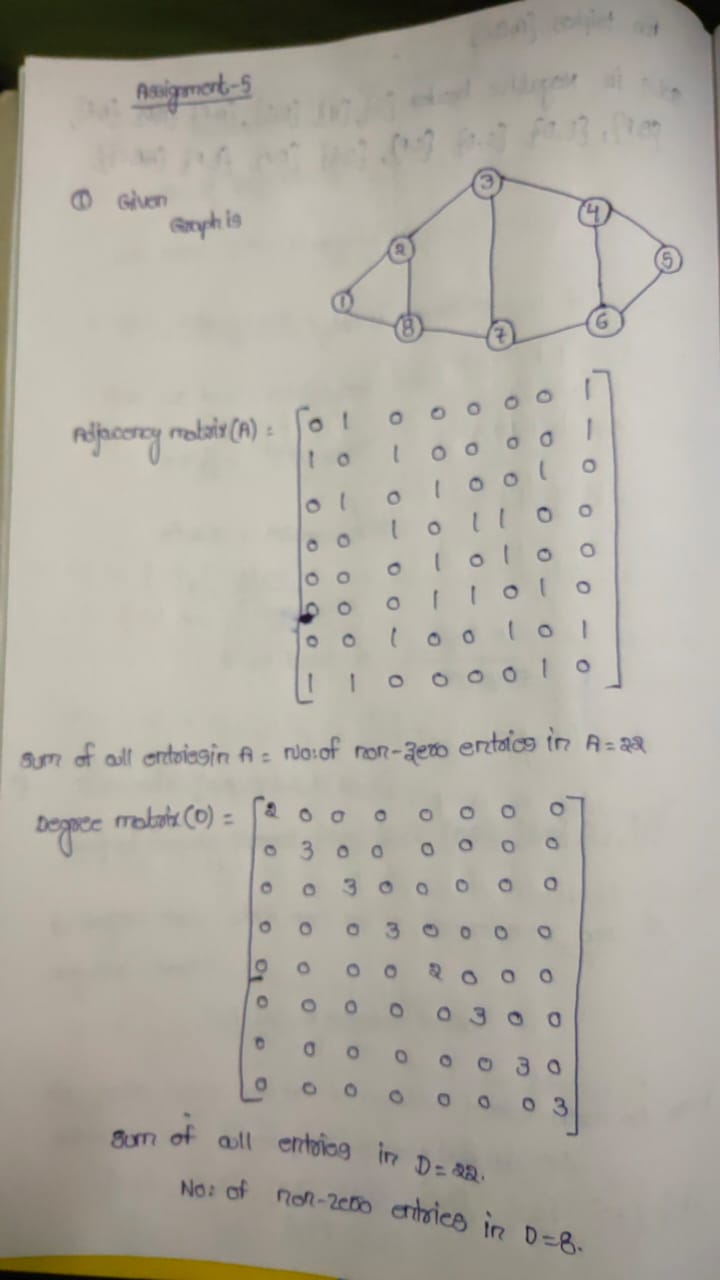 Assignment-5
① Given
Graph is
3
4
2
5
1
8
7
6
Adjacency matrix(A) =
0 1 0 0 0 0 0 1
1 0 1 0 0 0 0 1
0 1 0 1 0 0 1 0
0 0 1 0 1 1 0 0
0 0 0 1 0 1 0 0
0 0 0 1 1 0 1 0
0 0 1 0 0 1 0 1
1 1 0 0 0 0 1 0
Sum of all entries in A = No: of non-zero entries in A = 22
Degree matrix(D) =
2 0 0 0 0 0 0 0
0 3 0 0 0 0 0 0
0 0 3 0 0 0 0 0
0 0 0 3 0 0 0 0
0 0 0 0 2 0 0 0
0 0 0 0 0 3 0 0
0 0 0 0 0 0 3 0
0 0 0 0 0 0 0 3
Sum of all entries in D = 22.
No: of non-zero entries in D = 8.